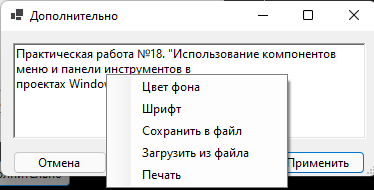 Дополнительно
Практическая работа №18. "Использование компонентов
меню и панели инструментов в
проектах Window
Цвет фона
Шрифт
Сохранить в файл
Загрузить из файла
Печать
Отмена
Применить